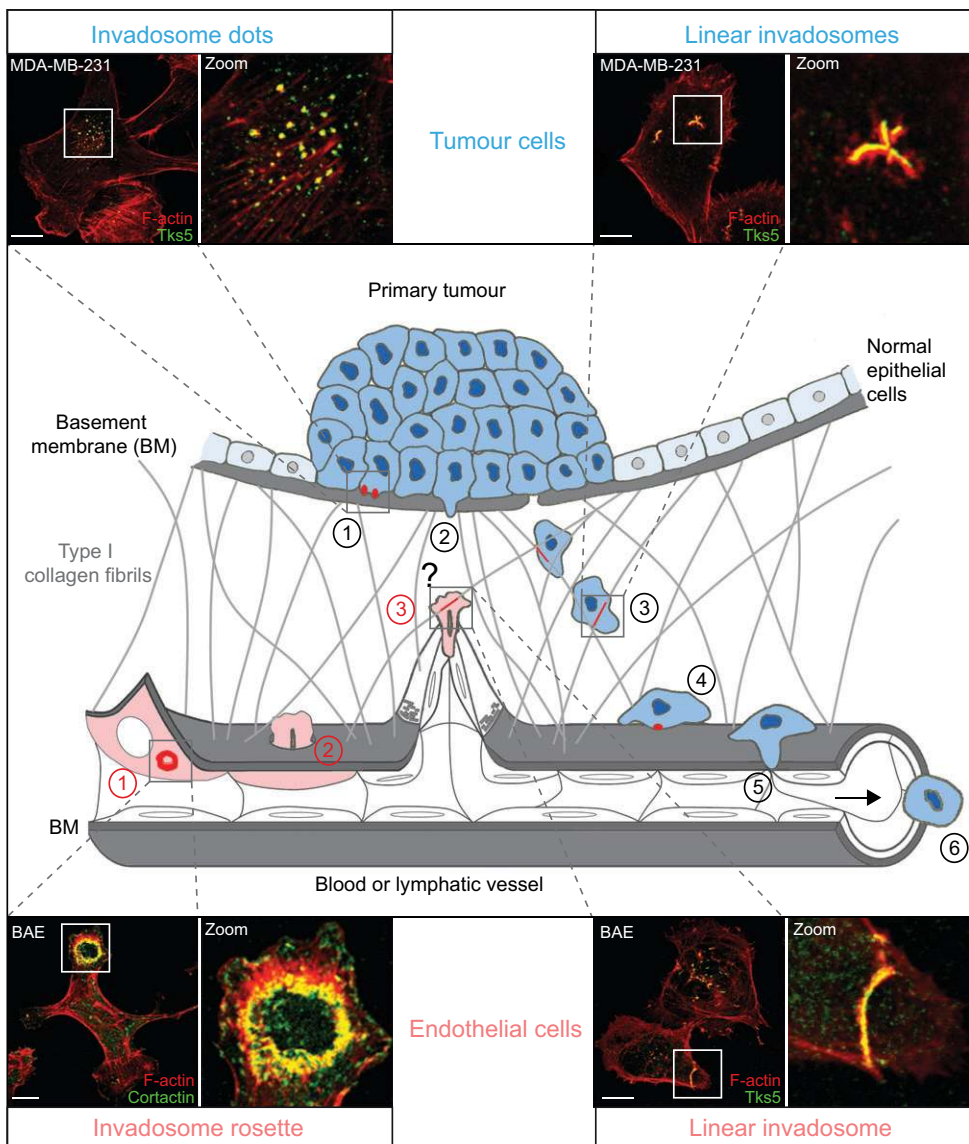 Invadosome dots
Linear invadosomes
MDA-MB-231
Zoom
F-actin
Tks5
Tumour cells
MDA-MB-231
Zoom
F-actin
Tks5
Primary tumour
Normal
epithelial
cells
Basement
membrane (BM)
1
2
Type I
collagen fibrils
?
3
3
4
2
1
5
6
BM
Blood or lymphatic vessel
BAE
Zoom
F-actin
Cortactin
Endothelial cells
BAE
Zoom
F-actin
Tks5
Invadosome rosette
Linear invadosome